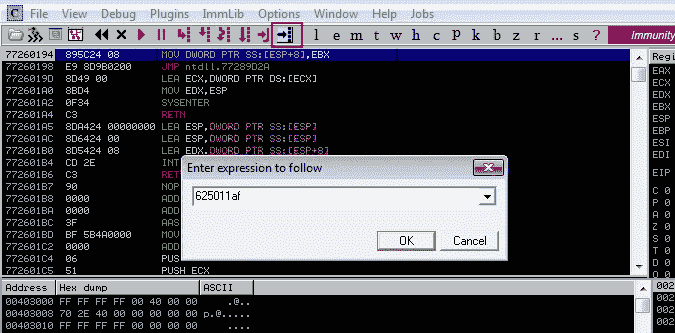 C File View Debug Plugins ImmLib Options Window Help Jobs
l e m t w h c p k b z r ... s ? Immunity
77260194 895C24 08 MOV DWORD PTR SS:[ESP+8],EBX
77260198 E9 8D9B0200 JMP ntdll.77289D2A
7726019D 8D49 00 LEA ECX,DWORD PTR DS:[ECX]
772601A0 8BD4 MOV EDX,ESP
772601A2 0F34 SYSENTER
772601A4 C3 RETN
772601A5 8DA424 00000000 LEA ESP,DWORD PTR SS:[ESP]
772601AC 8D6424 00 LEA ESP,DWORD PTR SS:[ESP]
772601B0 8D5424 08 LEA EDX,DWORD PTR SS:[ESP+8]
772601B4 CD 2E INT
772601B6 C3 RET
772601B7 90 NOP
772601B8 0000 ADD
772601BA 0000 ADD
772601BC 3F AAS
772601BD BF 5B4A0000 MOV
772601C2 0000 ADD
772601C4 06 PUS
772601C5 51 PUSH ECX
Enter expression to follow
625011af
OK Cancel
Regi
EAX
ECX
EDX
EBX
ESP
EBP
ESI
EDI
EIP
C 0
P 0
A 0
Z 0
S 0
T 0
D 0
Address Hex dump ASCII
00403000 FF FF FF FF 00 40 00 00 .@..
00403008 70 2E 40 00 00 00 00 00 p.@.....
00403010 FF FF FF FF 00 00 00 00 ....
002
002
002